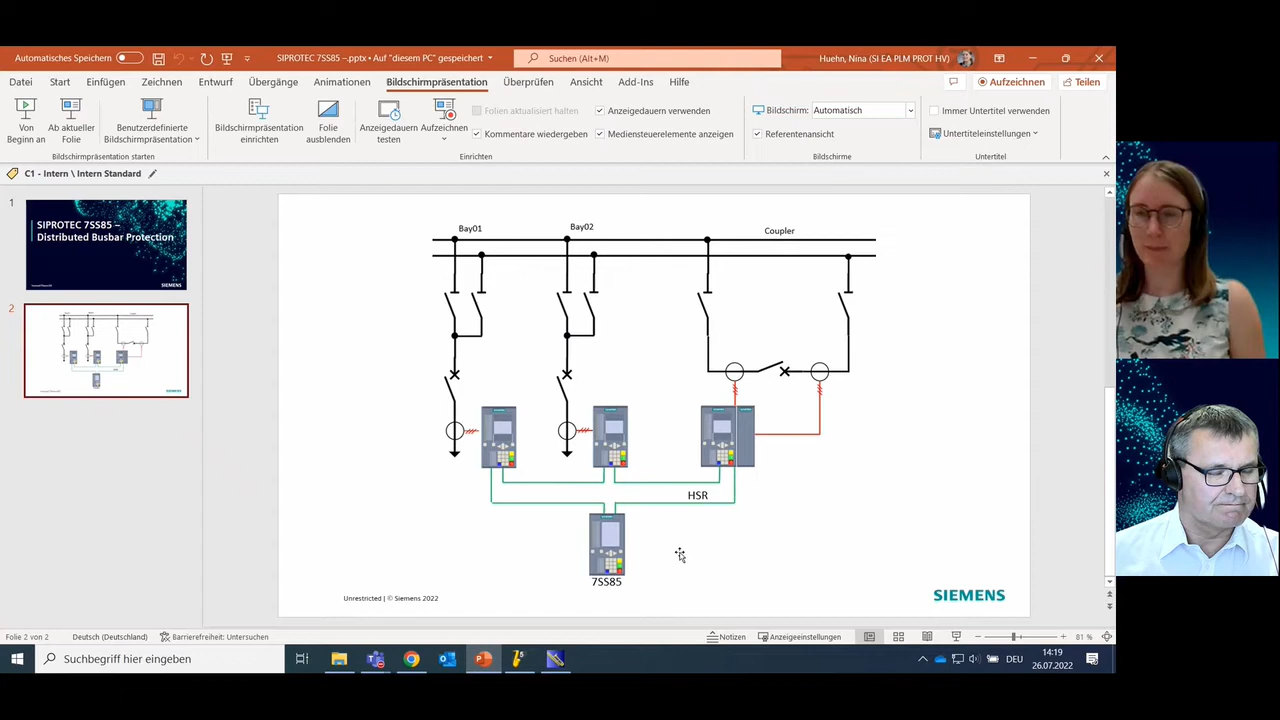 Automatisches Speichern
SIPROTEC 7SS85 –.pptx • Auf "diesem PC" gespeichert
Suchen (Alt+M)
Huehn, Nina (SI EA PLM PROT HV)
Datei
Start
Einfügen
Zeichnen
Entwurf
Übergänge
Animationen
Bildschirmpräsentation
Überprüfen
Ansicht
Add-Ins
Hilfe
Aufzeichnen
Teilen
Von
Beginn an
Ab aktueller
Folie
Benutzerdefinierte
Bildschirmpräsentation
Bildschirmpräsentation
einrichten
Folie
ausblenden
Anzeigedauern
testen
Aufzeichnen
Folien aktualisiert halten
Kommentare wiedergeben
Anzeigedauern verwenden
Mediensteuerelemente anzeigen
Bildschirm:
Automatisch
Referentenansicht
Immer Untertitel verwenden
Untertiteleinstellungen
Bildschirmpräsentation starten
Einrichten
Bildschirme
Untertitel
C1 - Intern \ Intern Standard
1
SIPROTEC 7SS85 –
Distributed Busbar Protection
SIEMENS
2
Bay01
Bay02
Coupler
HSR
7SS85
Unrestricted | © Siemens 2022
SIEMENS
Folie 2 von 2
Deutsch (Deutschland)
Barrierefreiheit: Untersuchen
Notizen
Anzeigeeinstellungen
81 %
Suchbegriff hier eingeben
DEU
14:19
26.07.2022